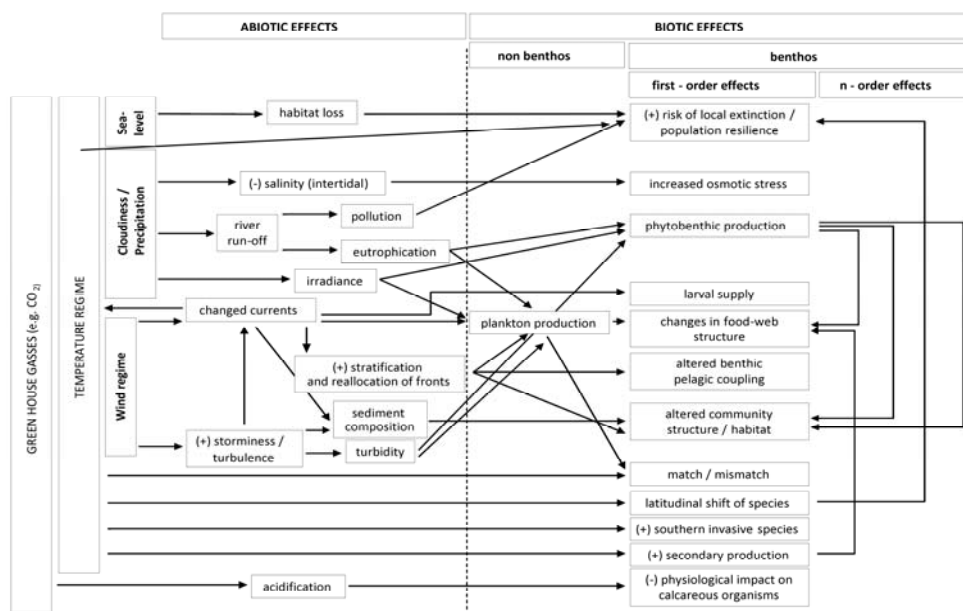 ABIOTIC EFFECTS
BIOTIC EFFECTS
non benthos
benthos
first - order effects
n - order effects
GREEN HOUSE GASSES (e.g. CO2)
TEMPERATURE REGIME
Sea-
level
habitat loss
(+) risk of local extinction /
population resilience
Cloudiness /
Precipitation
(-) salinity (intertidal)
increased osmotic stress
river
run-off
pollution
phytobenthic production
eutrophication
irradiance
changed currents
larval supply
Wind regime
plankton production
changes in food-web
structure
(+) stratification
and reallocation of fronts
altered benthic
pelagic coupling
sediment
composition
altered community
structure / habitat
(+) storminess /
turbulence
turbidity
match / mismatch
latitudinal shift of species
(+) southern invasive species
(+) secondary production
acidification
(-) physiological impact on
calcareous organisms